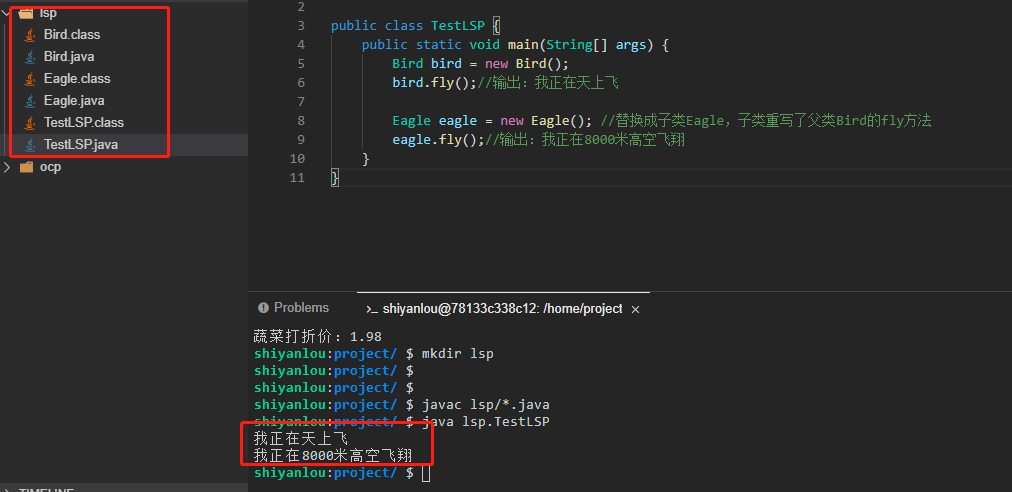 lsp
Bird.class
Bird.java
Eagle.class
Eagle.java
TestLSP.class
TestLSP.java
ocp
2
3 public class TestLSP {
4 public static void main(String[] args) {
5 Bird bird = new Bird();
6 bird.fly();//输出：我正在天上飞
7
8 Eagle eagle = new Eagle(); //替换成子类Eagle，子类重写了父类Bird的fly方法
9 eagle.fly();//输出：我正在8000米高空飞翔
10 }
11 }
Problems
>_ shiyanlou@78133c338c12: /home/project ×
蔬菜打折价：1.98
shiyanlou:project/ $ mkdir lsp
shiyanlou:project/ $
shiyanlou:project/ $
shiyanlou:project/ $ javac lsp/*.java
shiyanlou:project/ $ java lsp.TestLSP
我正在天上飞
我正在8000米高空飞翔
shiyanlou:project/ $
TIMELINE